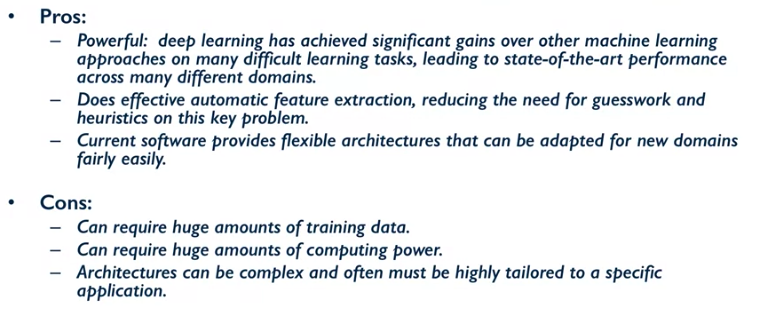 • Pros:
– Powerful: deep learning has achieved significant gains over other machine learning
approaches on many difficult learning tasks, leading to state-of-the-art performance
across many different domains.
– Does effective automatic feature extraction, reducing the need for guesswork and
heuristics on this key problem.
– Current software provides flexible architectures that can be adapted for new domains
fairly easily.
• Cons:
– Can require huge amounts of training data.
– Can require huge amounts of computing power.
– Architectures can be complex and often must be highly tailored to a specific
application.